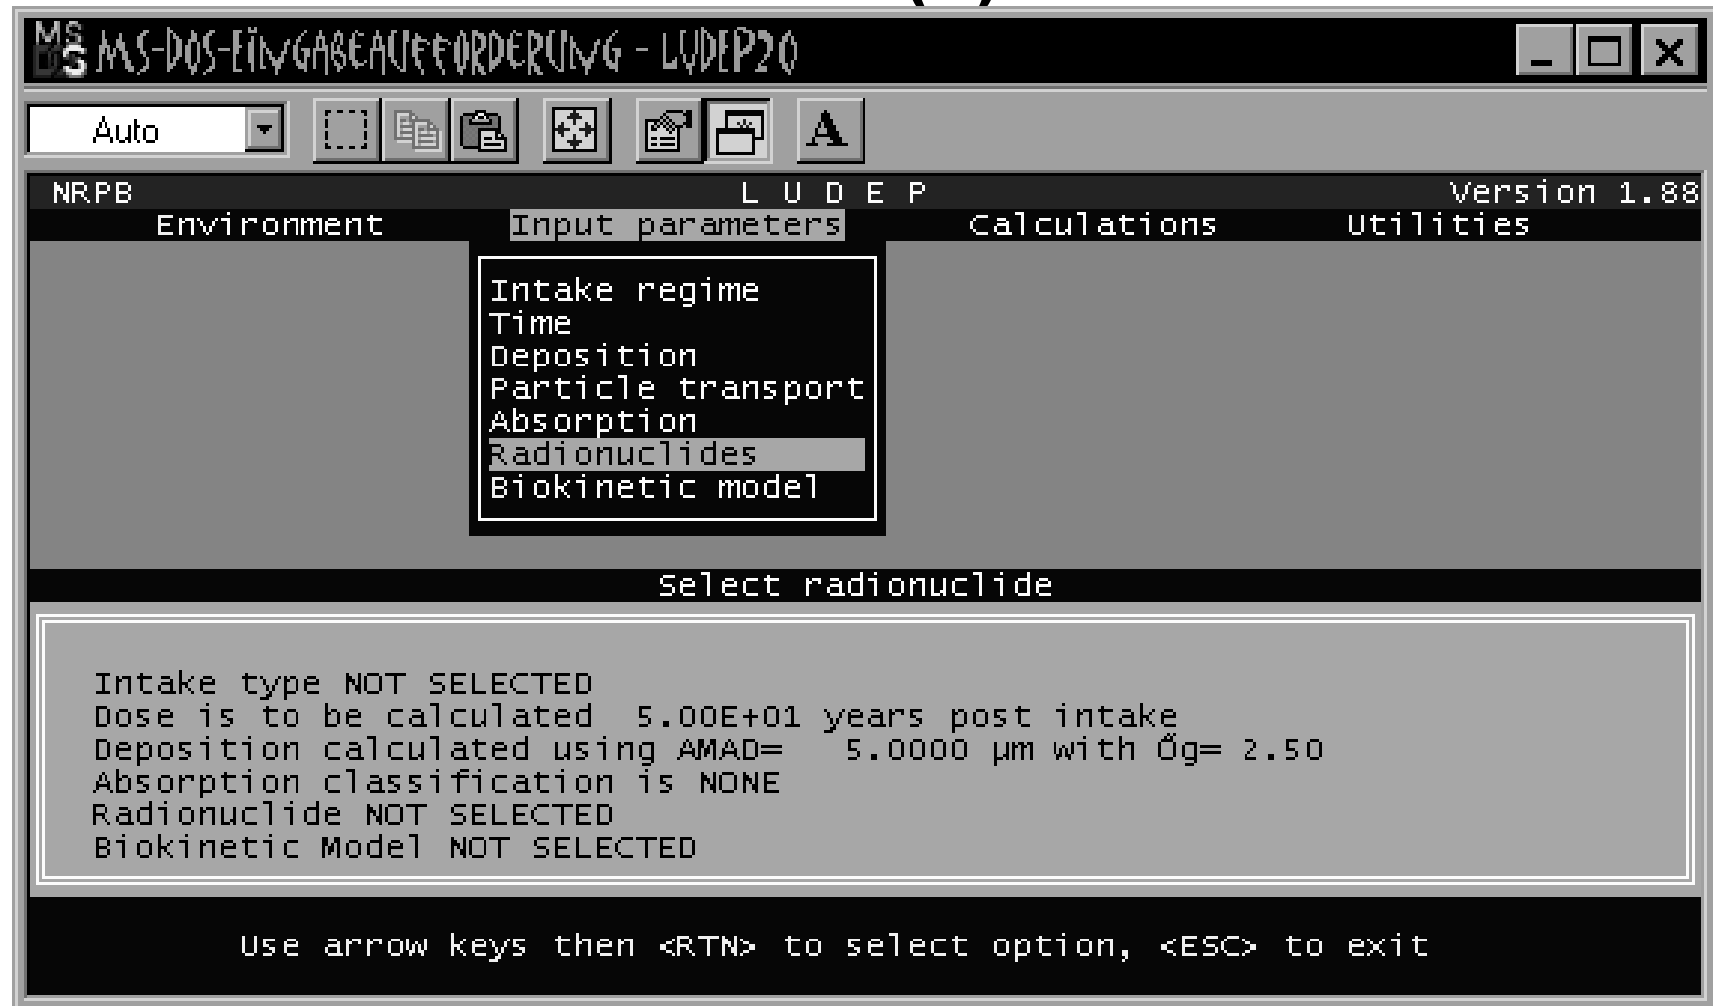 MS-DOS-EINGABEAUFFORDERUNG - LUDEP20
Auto
A
NRPB L U D E P Version 1.88
Environment Input parameters Calculations Utilities
Intake regime
Time
Deposition
Particle transport
Absorption
Radionuclides
Biokinetic model
Select radionuclide
Intake type NOT SELECTED
Dose is to be calculated 5.00E+01 years post intake
Deposition calculated using AMAD= 5.0000 µm with Őg= 2.50
Absorption classification is NONE
Radionuclide NOT SELECTED
Biokinetic Model NOT SELECTED
Use arrow keys then <RTN> to select option, <ESC> to exit